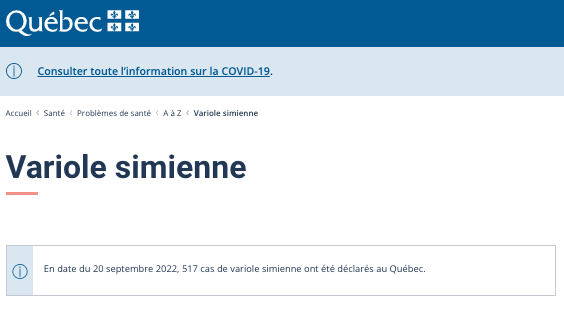 Québec
Consulter toute l'information sur la COVID-19.
Accueil < Santé < Problèmes de santé < A à Z < Variole simienne
Variole simienne
En date du 20 septembre 2022, 517 cas de variole simienne ont été déclarés au Québec.